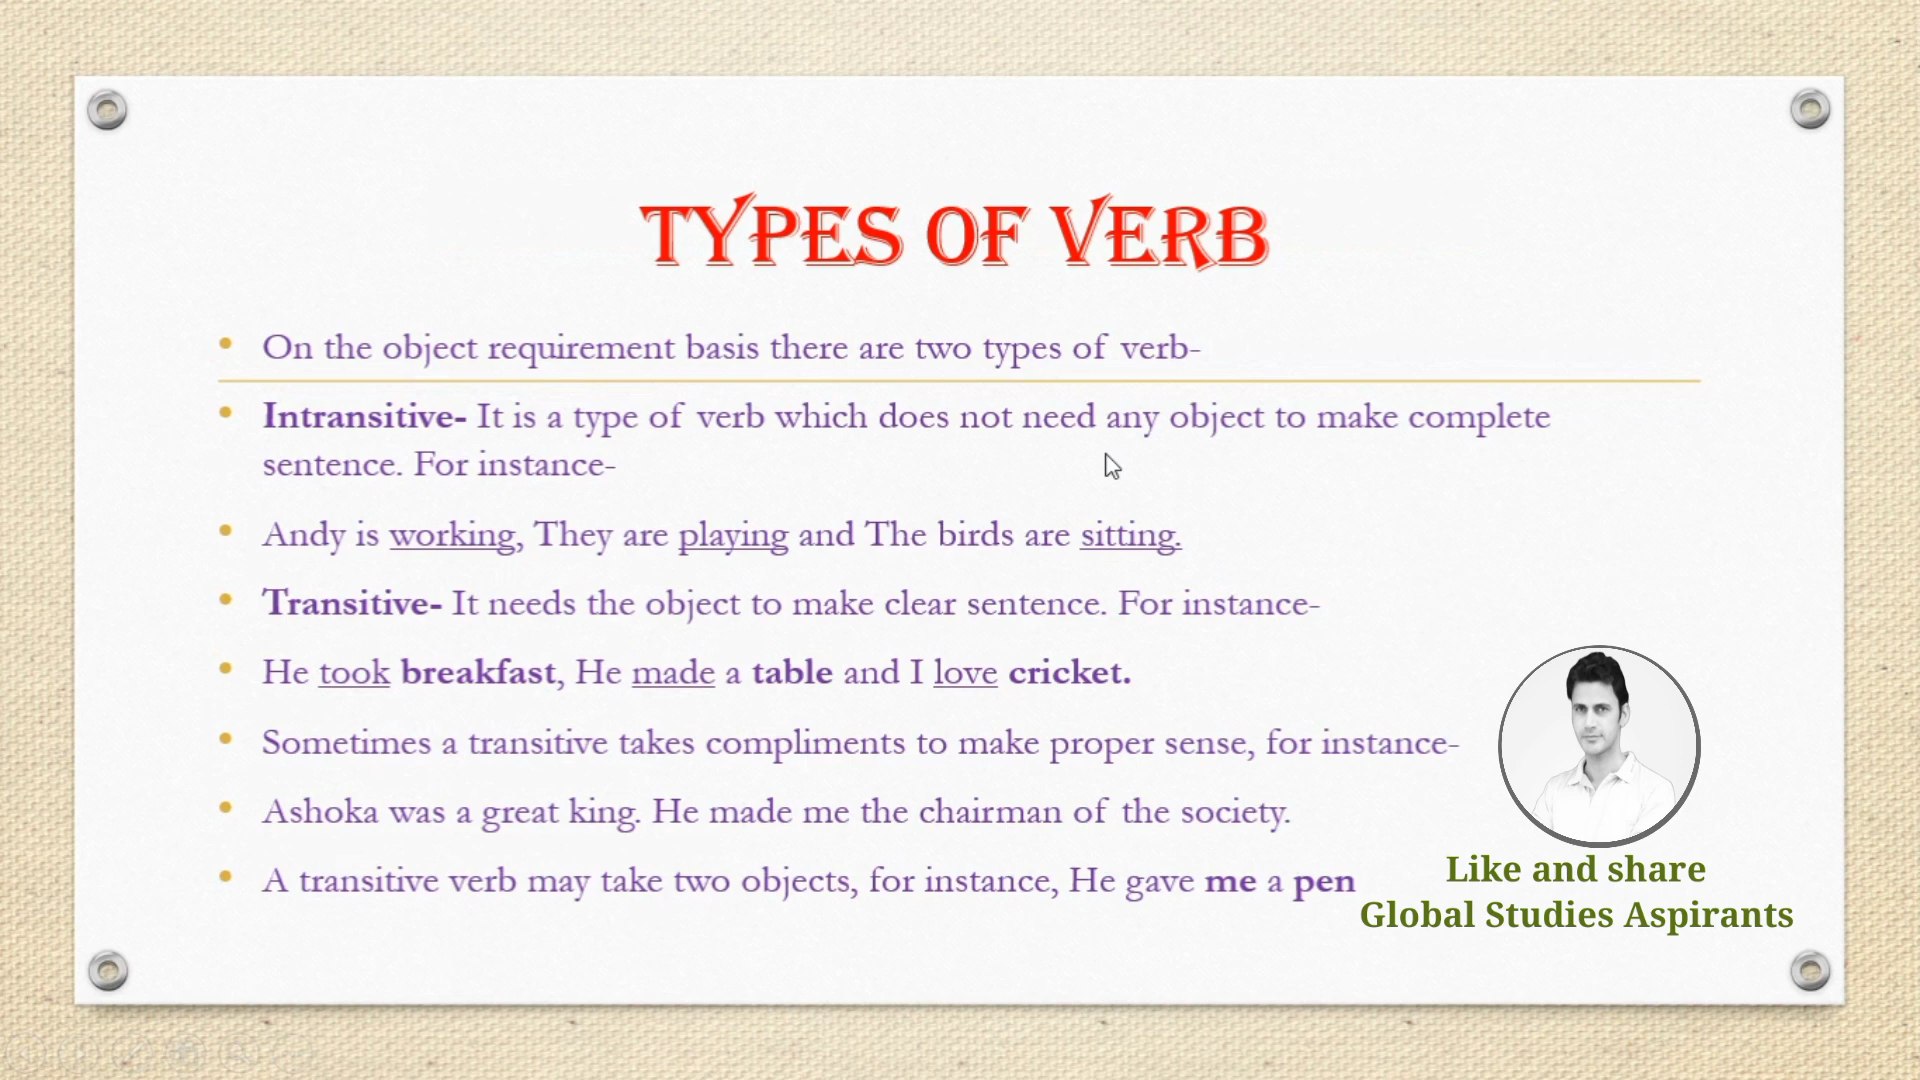 TYPES OF VERB
On the object requirement basis there are two types of verb-
Intransitive- It is a type of verb which does not need any object to make complete
sentence. For instance-
Andy is working, They are playing and The birds are sitting.
Transitive- It needs the object to make clear sentence. For instance-
He took breakfast, He made a table and I love cricket.
Sometimes a transitive takes compliments to make proper sense, for instance-
Ashoka was a great king. He made me the chairman of the society.
A transitive verb may take two objects, for instance, He gave me a pen
Like and share
Global Studies Aspirants